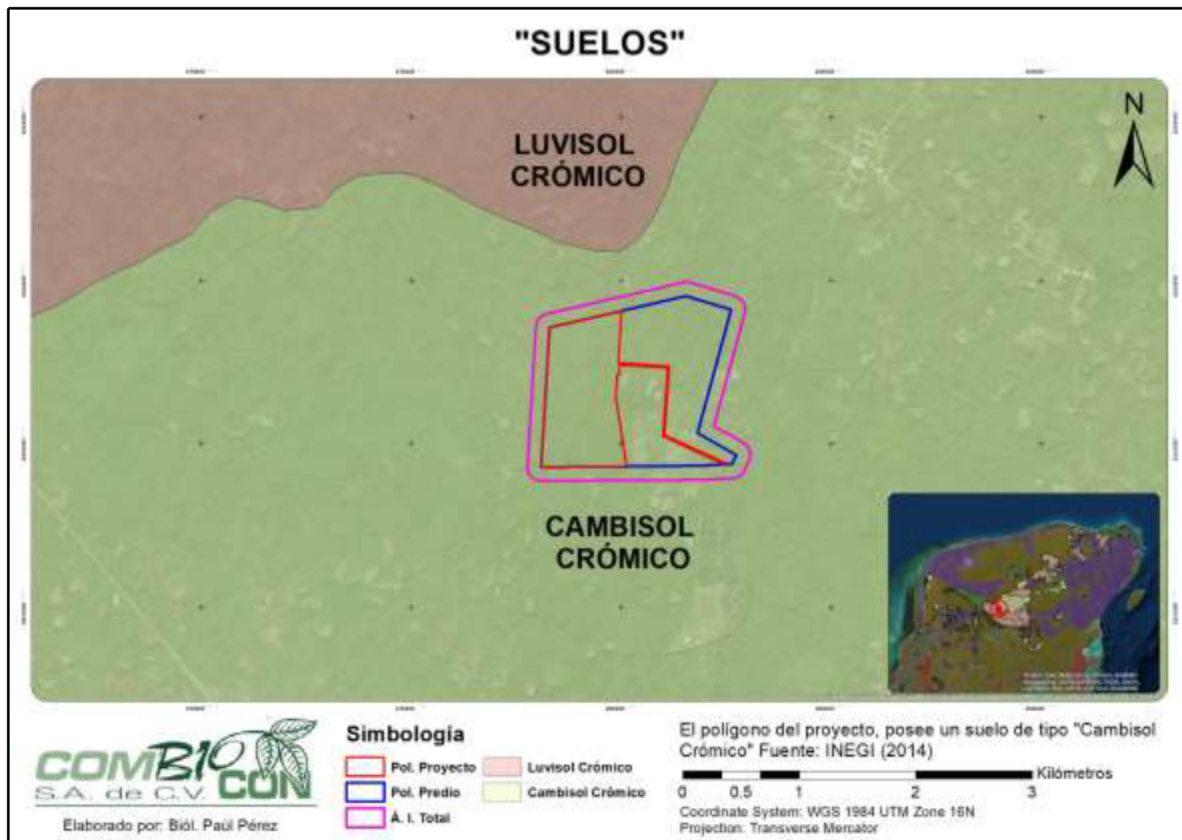 "SUELOS"
LUVISOL
CRÓMICO
N
CAMBISOL
CRÓMICO
COMBIOCON
S.A. de C.V.
Elaborado por: Biól. Paúl Pérez
Simbología
Pol. Proyecto
Luvisol Crómico
Pol. Predio
Cambisol Crómico
Á. I. Total
El polígono del proyecto, posee un suelo de tipo "Cambisol
Crómico" Fuente: INEGI (2014)
Kilómetros
0 0.5 1 2 3
Coordinate System: WGS 1984 UTM Zone 16N
Projection: Transverse Mercator